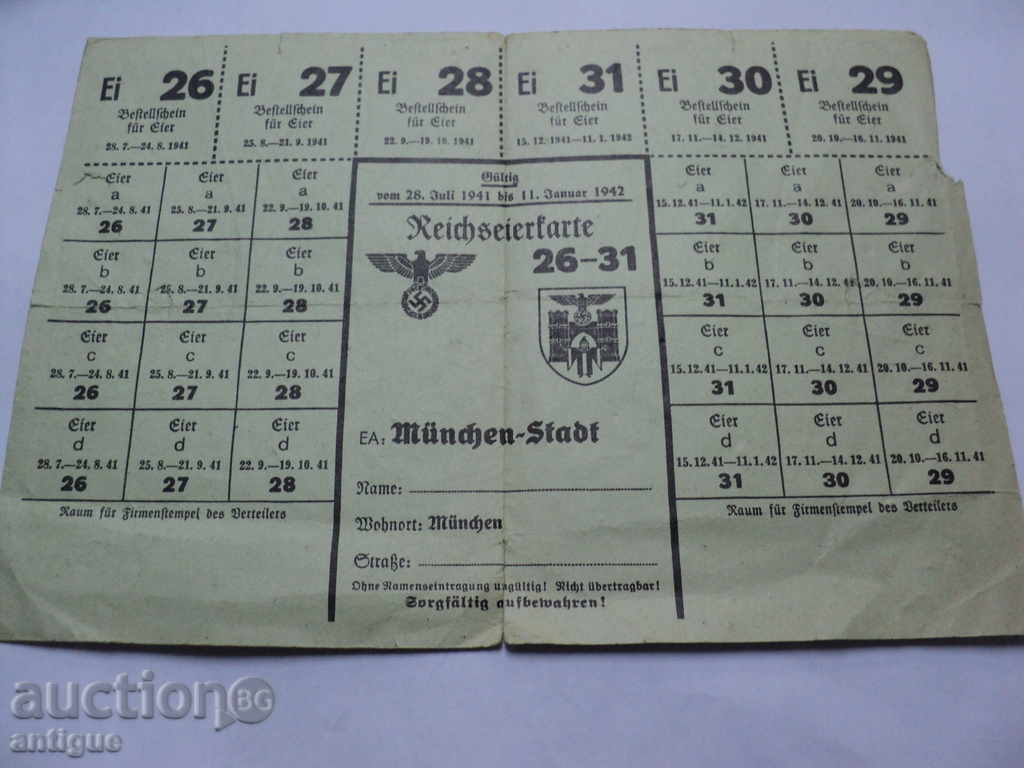 Ei 26
Bestellschein
für Eier
28. 7.—24. 8. 1941
Ei 27
Bestellschein
für Eier
25. 8.—21. 9. 1941
Ei 28
Bestellschein
für Eier
22. 9.—19. 10. 1941
Ei 31
Bestellschein
für Eier
15. 12. 1941—11. 1. 1942
Ei 30
Bestellschein
für Eier
17. 11.—14. 12. 1941
Ei 29
Bestellschein
für Eier
20. 10.—16. 11. 1941
Eier
a
28. 7.—24. 8. 41
26
Eier
a
25. 8.—21. 9. 41
27
Eier
a
22. 9.—19. 10. 41
28
Eier
b
28. 7.—24. 8. 41
26
Eier
b
25. 8.—21. 9. 41
27
Eier
b
22. 9.—19. 10. 41
28
Eier
c
28. 7.—24. 8. 41
26
Eier
c
25. 8.—21. 9. 41
27
Eier
c
22. 9.—19. 10. 41
28
Eier
d
28. 7.—24. 8. 41
26
Eier
d
25. 8.—21. 9. 41
27
Eier
d
22. 9.—19. 10. 41
28
Raum für Firmenstempel des Verteilers
Gültig
vom 28. Juli 1941 bis 11. Januar 1942
Reichseierkarte
26-31
EA: München-Stadt
Name:
Wohnort: München
Straße:
Ohne Namenseintragung ungültig! Nicht übertragbar!
Sorgfältig aufbewahren!
Eier
a
15. 12. 41—11. 1. 42
31
Eier
a
17. 11.—14. 12. 41
30
Eier
a
20. 10.—16. 11. 41
29
Eier
b
15. 12. 41—11. 1. 42
31
Eier
b
17. 11.—14. 12. 41
30
Eier
b
20. 10.—16. 11. 41
29
Eier
c
15. 12. 41—11. 1. 42
31
Eier
c
17. 11.—14. 12. 41
30
Eier
c
20. 10.—16. 11. 41
29
Eier
d
15. 12. 41—11. 1. 42
31
Eier
d
17. 11.—14. 12. 41
30
Eier
d
20. 10.—16. 11. 41
29
Raum für Firmenstempel des Verteilers
auction BG
antigue